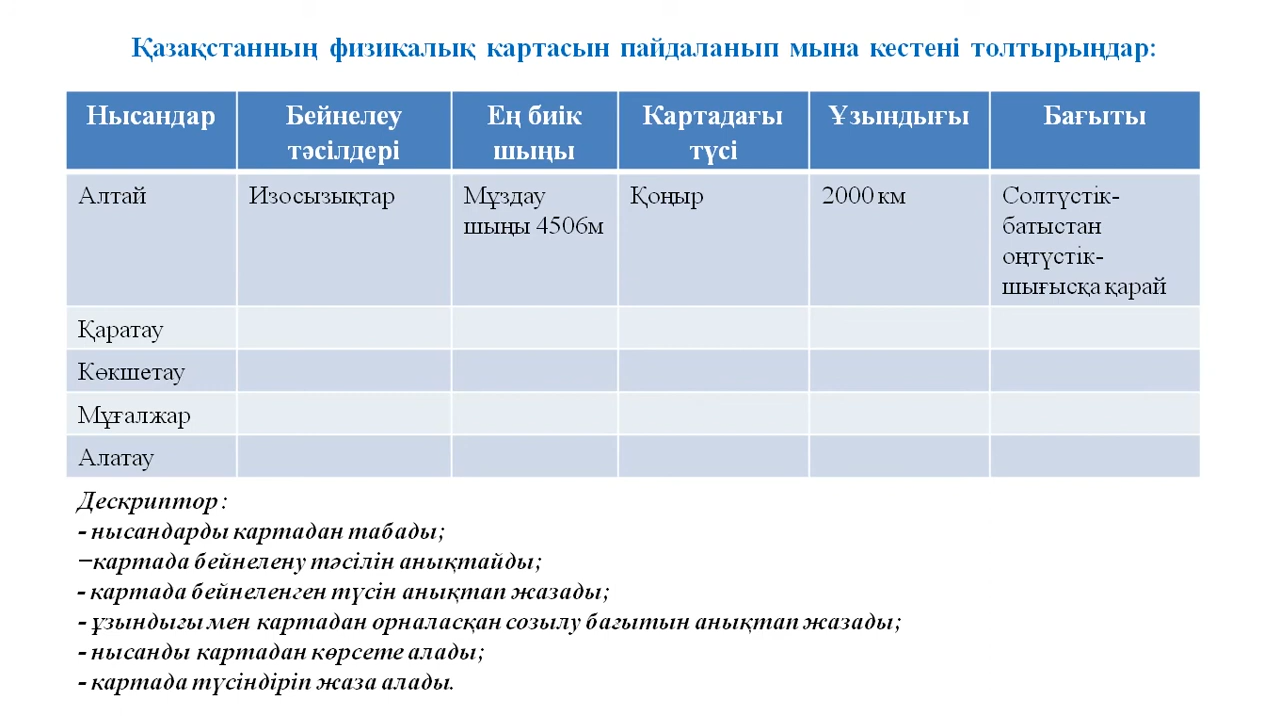 Қазақстанның физикалық картасын пайдаланып мына кестені толтырыңдар:
Нысандар Бейнелеу тәсілдері Ең биік шыңы Картадағы түсі Ұзындығы Бағыты
Алтай Изосызықтар Мұздау шыңы 4506м Қоңыр 2000 км Солтүстік-батыстан оңтүстік-шығысқа қарай
Қаратау
Көкшетау
Мұғалжар
Алатау
Дескриптор :
- нысандарды картадан табады;
−картада бейнелену тәсілін анықтайды;
- картада бейнеленген түсін анықтап жазады;
- ұзындығы мен картадан орналасқан созылу бағытын анықтап жазады;
- нысанды картадан көрсете алады;
- картада түсіндіріп жаза алады.